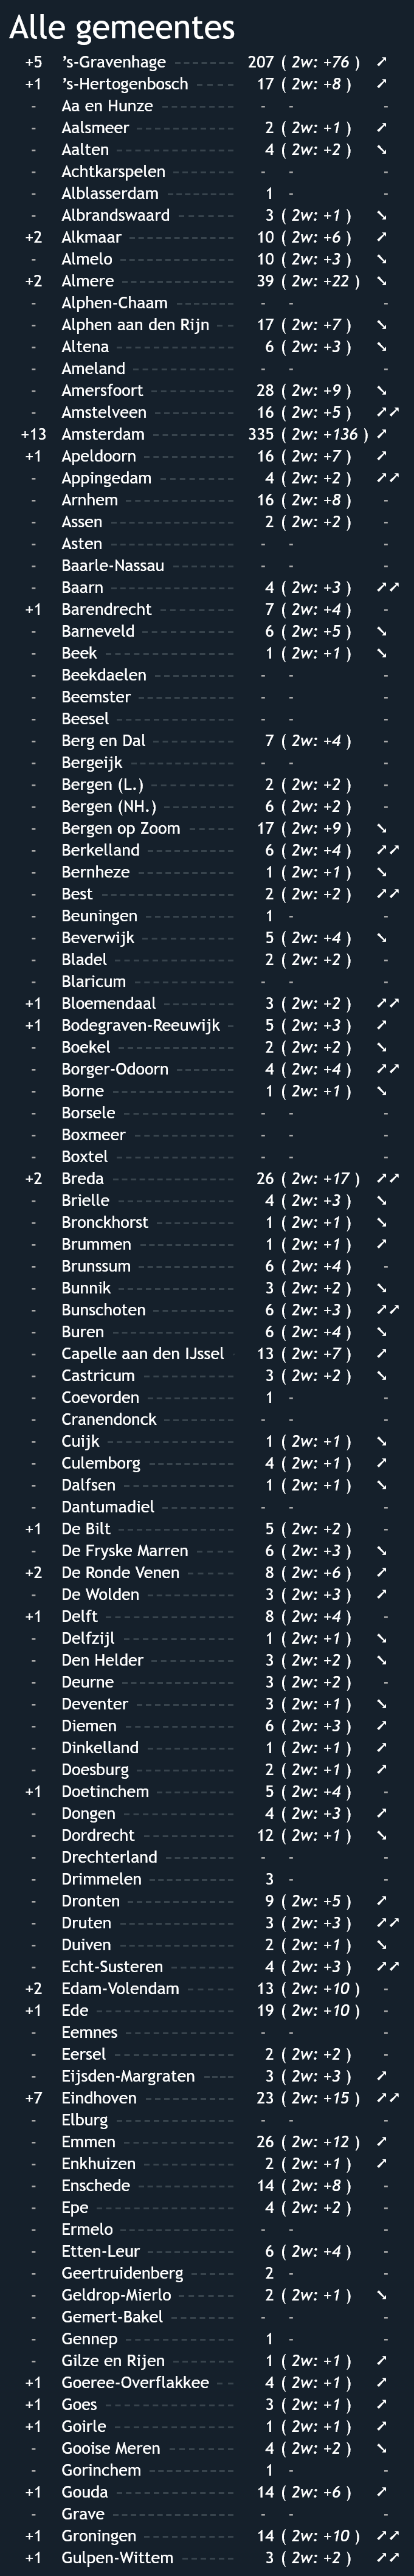 Alle gemeentes
+5 ’s-Gravenhage 207 ( 2w: +76 ) ↗
+1 ’s-Hertogenbosch 17 ( 2w: +8 ) ↗
- Aa en Hunze - - -
- Aalsmeer 2 ( 2w: +1 ) ↗
- Aalten 4 ( 2w: +2 ) ↘
- Achtkarspelen - - -
- Alblasserdam 1 - -
- Albrandswaard 3 ( 2w: +1 ) ↘
+2 Alkmaar 10 ( 2w: +6 ) ↗
- Almelo 10 ( 2w: +3 ) ↘
+2 Almere 39 ( 2w: +22 ) ↘
- Alphen-Chaam - - -
- Alphen aan den Rijn 17 ( 2w: +7 ) ↘
- Altena 6 ( 2w: +3 ) ↘
- Ameland - - -
- Amersfoort 28 ( 2w: +9 ) ↘
- Amstelveen 16 ( 2w: +5 ) ↗↗
+13 Amsterdam 335 ( 2w: +136 ) ↗
+1 Apeldoorn 16 ( 2w: +7 ) ↗
- Appingedam 4 ( 2w: +2 ) ↗↗
- Arnhem 16 ( 2w: +8 ) -
- Assen 2 ( 2w: +2 ) -
- Asten - - -
- Baarle-Nassau - - -
- Baarn 4 ( 2w: +3 ) ↗↗
+1 Barendrecht 7 ( 2w: +4 ) -
- Barneveld 6 ( 2w: +5 ) ↘
- Beek 1 ( 2w: +1 ) ↘
- Beekdaelen - - -
- Beemster - - -
- Beesel - - -
- Berg en Dal 7 ( 2w: +4 ) -
- Bergeijk - - -
- Bergen (L.) 2 ( 2w: +2 ) -
- Bergen (NH.) 6 ( 2w: +2 ) -
- Bergen op Zoom 17 ( 2w: +9 ) ↘
- Berkelland 6 ( 2w: +4 ) ↗↗
- Bernheze 1 ( 2w: +1 ) ↘
- Best 2 ( 2w: +2 ) ↗↗
- Beuningen 1 - -
- Beverwijk 5 ( 2w: +4 ) ↘
- Bladel 2 ( 2w: +2 ) -
- Blaricum - - -
+1 Bloemendaal 3 ( 2w: +2 ) ↗↗
+1 Bodegraven-Reeuwijk 5 ( 2w: +3 ) ↗
- Boekel 2 ( 2w: +2 ) ↘
- Borger-Odoorn 4 ( 2w: +4 ) ↗↗
- Borne 1 ( 2w: +1 ) ↘
- Borsele - - -
- Boxmeer - - -
- Boxtel - - -
+2 Breda 26 ( 2w: +17 ) ↗↗
- Brielle 4 ( 2w: +3 ) ↘
- Bronckhorst 1 ( 2w: +1 ) ↘
- Brummen 1 ( 2w: +1 ) ↗
- Brunssum 6 ( 2w: +4 ) -
- Bunnik 3 ( 2w: +2 ) ↘
- Bunschoten 6 ( 2w: +3 ) ↗↗
- Buren 6 ( 2w: +4 ) ↘
- Capelle aan den IJssel 13 ( 2w: +7 ) ↗
- Castricum 3 ( 2w: +2 ) ↘
- Coevorden 1 - -
- Cranendonck - - -
- Cuijk 1 ( 2w: +1 ) ↘
- Culemborg 4 ( 2w: +1 ) ↗
- Dalfsen 1 ( 2w: +1 ) ↘
- Dantumadiel - - -
+1 De Bilt 5 ( 2w: +2 ) -
- De Fryske Marren 6 ( 2w: +3 ) ↘
+2 De Ronde Venen 8 ( 2w: +6 ) ↗
- De Wolden 3 ( 2w: +3 ) ↗
+1 Delft 8 ( 2w: +4 ) -
- Delfzijl 1 ( 2w: +1 ) ↘
- Den Helder 3 ( 2w: +2 ) ↘
- Deurne 3 ( 2w: +2 ) -
- Deventer 3 ( 2w: +1 ) ↘
- Diemen 6 ( 2w: +3 ) ↗
- Dinkelland 1 ( 2w: +1 ) ↗
- Doesburg 2 ( 2w: +1 ) ↗
+1 Doetinchem 5 ( 2w: +4 ) -
- Dongen 4 ( 2w: +3 ) ↗
- Dordrecht 12 ( 2w: +1 ) ↘
- Drechterland - - -
- Drimmelen 3 - -
- Dronten 9 ( 2w: +5 ) ↗
- Druten 3 ( 2w: +3 ) ↗↗
- Duiven 2 ( 2w: +1 ) ↘
- Echt-Susteren 4 ( 2w: +3 ) ↗↗
+2 Edam-Volendam 13 ( 2w: +10 ) -
+1 Ede 19 ( 2w: +10 ) -
- Eemnes - - -
- Eersel 2 ( 2w: +2 ) -
- Eijsden-Margraten 3 ( 2w: +3 ) ↗
+7 Eindhoven 23 ( 2w: +15 ) ↗↗
- Elburg - - -
- Emmen 26 ( 2w: +12 ) ↗
- Enkhuizen 2 ( 2w: +1 ) ↗
- Enschede 14 ( 2w: +8 ) -
- Epe 4 ( 2w: +2 ) -
- Ermelo - - -
- Etten-Leur 6 ( 2w: +4 ) -
- Geertruidenberg 2 - -
- Geldrop-Mierlo 2 ( 2w: +1 ) ↘
- Gemert-Bakel - - -
- Gennep 1 - -
- Gilze en Rijen 1 ( 2w: +1 ) ↗
+1 Goeree-Overflakkee 4 ( 2w: +1 ) ↗
+1 Goes 3 ( 2w: +1 ) ↗
+1 Goirle 1 ( 2w: +1 ) ↗
- Gooise Meren 4 ( 2w: +2 ) ↘
- Gorinchem 1 - -
+1 Gouda 14 ( 2w: +6 ) ↗
- Grave - - -
+1 Groningen 14 ( 2w: +10 ) ↗↗
+1 Gulpen-Wittem 3 ( 2w: +2 ) ↗↗